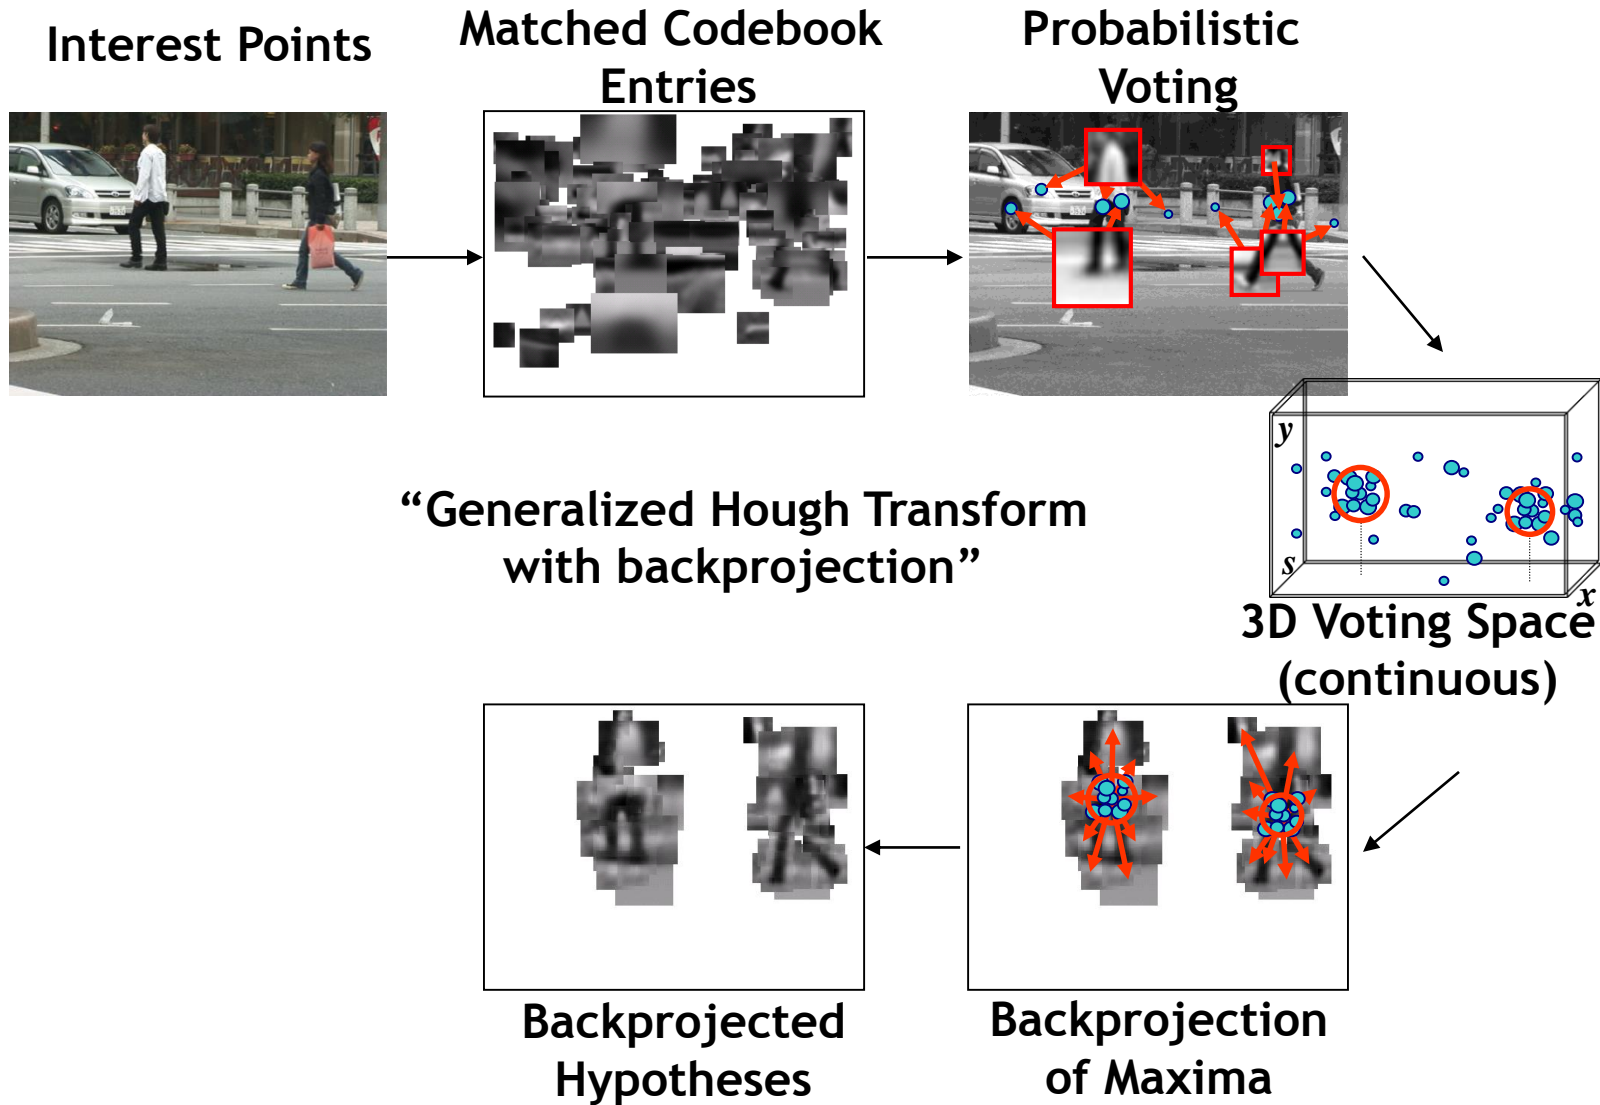 Interest Points
Matched Codebook
Entries
Probabilistic
Voting
y
s
x
3D Voting Space
(continuous)
“Generalized Hough Transform
with backprojection”
Backprojection
of Maxima
Backprojected
Hypotheses